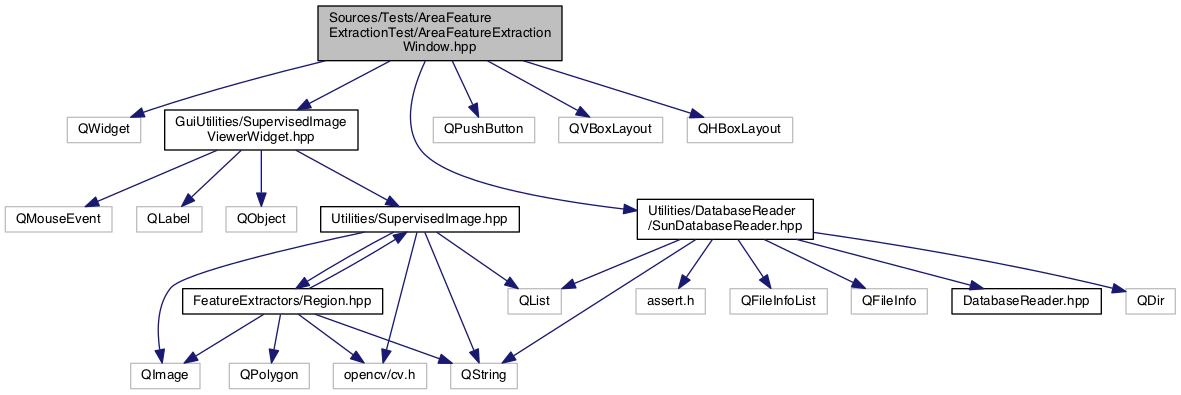 Sources/Tests/AreaFeature
ExtractionTest/AreaFeatureExtraction
Window.hpp
QWidget
GuiUtilities/SupervisedImage
ViewerWidget.hpp
QPushButton
QVBoxLayout
QHBoxLayout
QMouseEvent
QLabel
QObject
Utilities/SupervisedImage.hpp
Utilities/DatabaseReader
/SunDatabaseReader.hpp
FeatureExtractors/Region.hpp
QList
assert.h
QFileInfoList
QFileInfo
DatabaseReader.hpp
QDir
QImage
QPolygon
opencv/cv.h
QString